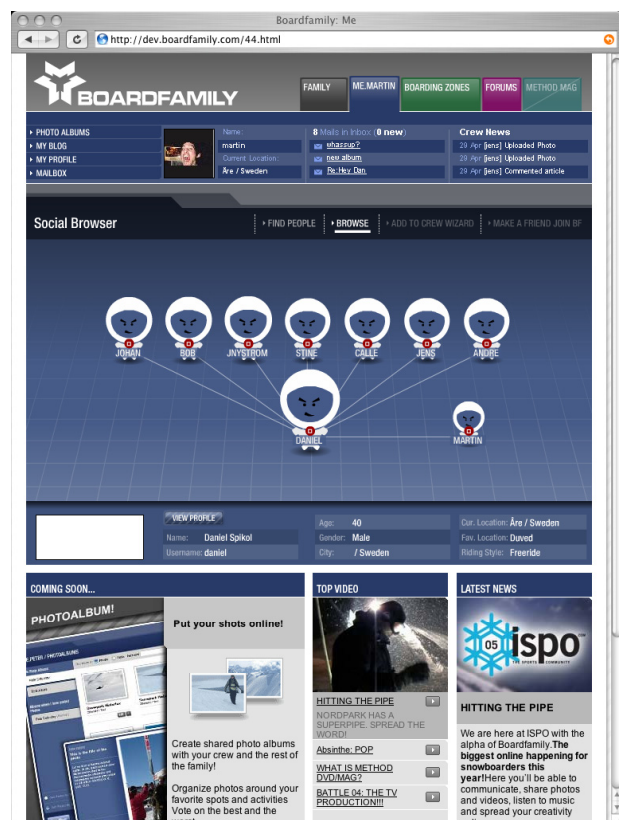 Boardfamily: Me
http://dev.boardfamily.com/44.html
BOARDFAMILY
FAMILY
ME.MARTIN
BOARDING ZONES
FORUMS
METHOD MAG
PHOTO ALBUMS
MY BLOG
MY PROFILE
MAILBOX
Name:
martin
Current Location:
Åre / Sweden
8 Mails in Inbox (0 new)
whassup?
new album
Re:Hey Dan
Crew News
29 Apr [jens] Uploaded Photo
29 Apr [jens] Uploaded Photo
29 Apr [jens] Commented article
Social Browser
FIND PEOPLE
BROWSE
ADD TO CREW WIZARD
MAKE A FRIEND JOIN BF
JOHAN
BOB
JNYSTROM
STINE
CALLE
JENS
ANDRE
DANIEL
MARTIN
VIEW PROFILE
Name: Daniel Spikol
Username: daniel
Age: 40
Gender: Male
City: / Sweden
Cur. Location: Åre / Sweden
Fav. Location: Duved
Riding Style: Freeride
COMING SOON...
PHOTOALBUM!
Put your shots online!
Create shared photo albums
with your crew and the rest of
the family!
Organize photos around your
favorite spots and activities
Vote on the best and the
TOP VIDEO
HITTING THE PIPE
NORDPARK HAS A
SUPERPIPE. SPREAD THE
WORD!
Absinthe: POP
WHAT IS METHOD
DVD/MAG?
BATTLE 04: THE TV
PRODUCTION!!!
LATEST NEWS
05 ispo
THE SPORTS COMMUNITY
HITTING THE PIPE
We are here at ISPO with the
alpha of Boardfamily.The
biggest online happening for
snowboarders this
year!Here you'll be able to
communicate, share photos
and videos, listen to music
and spread your creativity